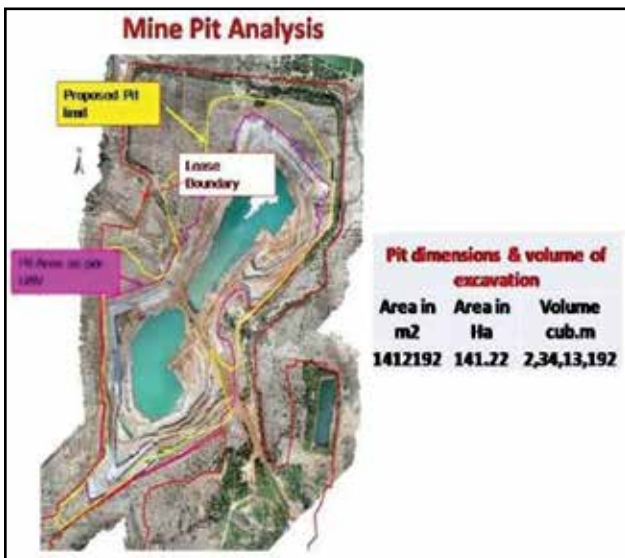 Mine Pit Analysis
Proposed Pit
limit
Lease
Boundary
Pit Area as per
UAV
Pit dimensions & volume of
excavation
Area in Area in Volume
m2 Ha cub.m
1412192 141.22 2,34,13,192